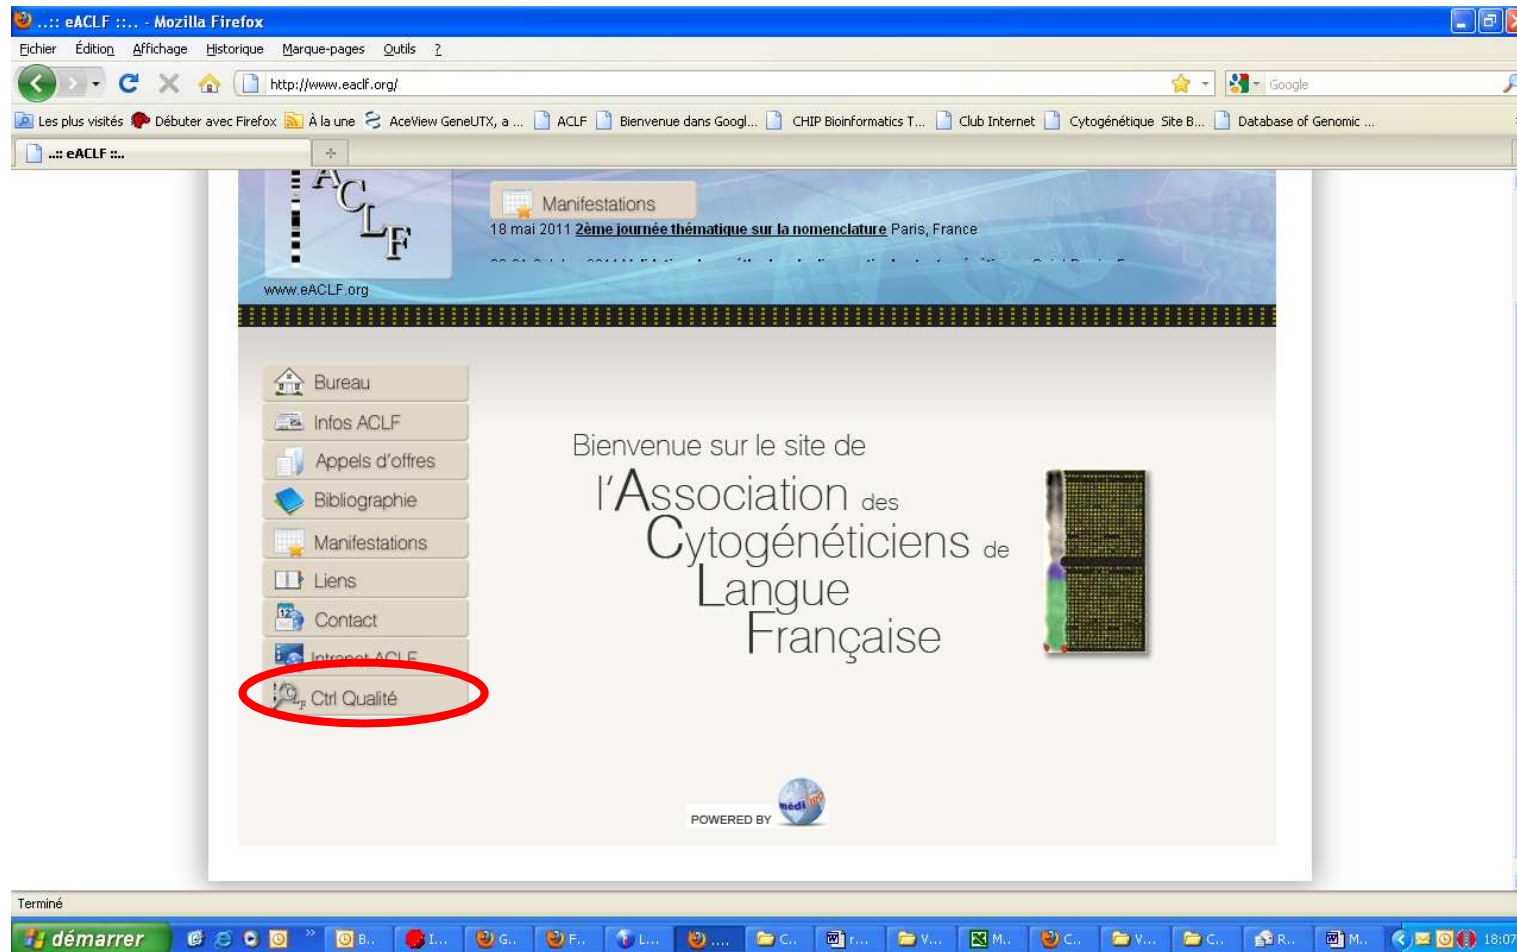 ..:: eACLF ::.. - Mozilla Firefox
Fichier Édition Affichage Historique Marque-pages Outils ?
http://www.eaclf.org/
Google
Les plus visités Débuter avec Firefox À la une AceView GeneUTX, a ... ACLF Bienvenue dans Googl... CHIP Bioinformatics T... Club Internet Cytogénétique Site B... Database of Genomic ...
..:: eACLF ::..
ACLF
Manifestations
18 mai 2011 2ème journée thématique sur la nomenclature Paris, France
www.eACLF.org
Bureau
Infos ACLF
Appels d'offres
Bibliographie
Manifestations
Liens
Contact
Intranet ACLF
Ctrl Qualité
Bienvenue sur le site de
l'Association des
Cytogénéticiens de
Langue
Française
POWERED BY médi
Terminé
démarrer B.. I... G.. F.. L... .... C.. r... V... M.. C.. V... C.. R... M.. 18:07